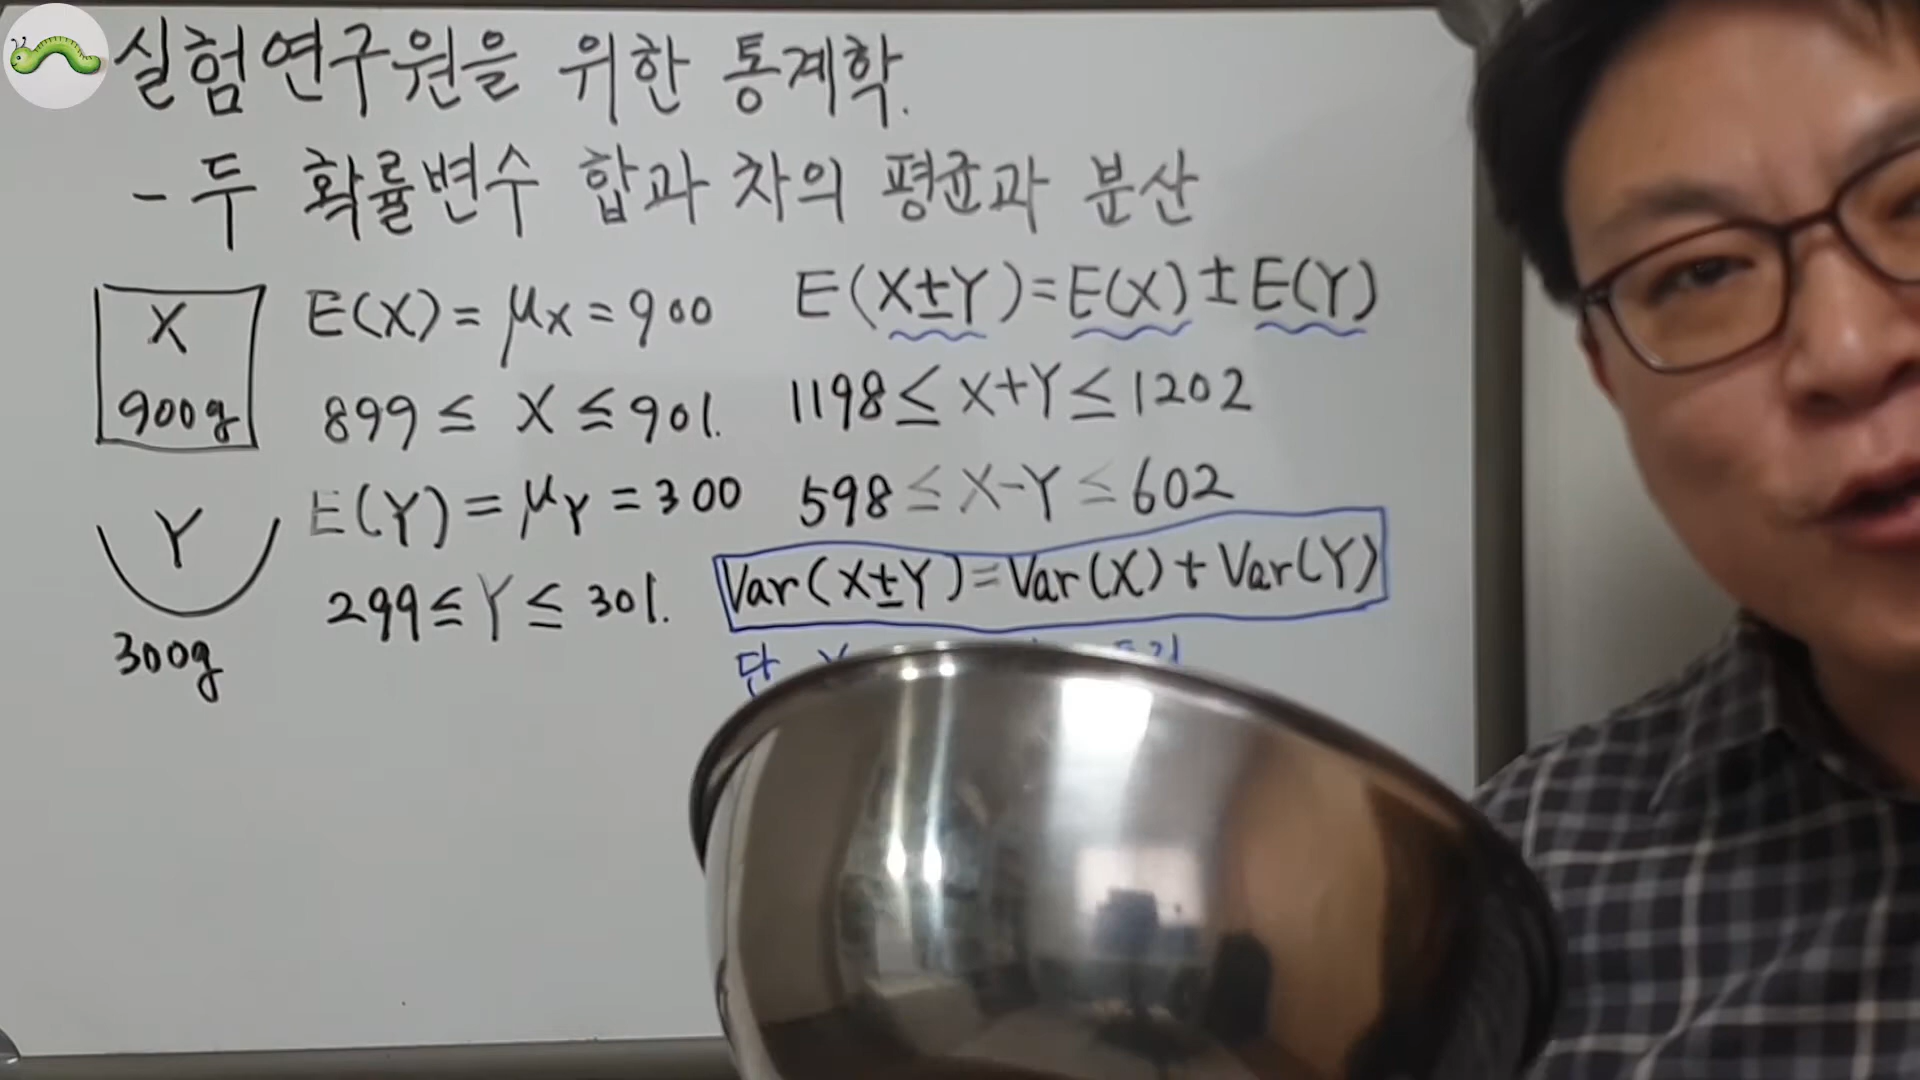 실험연구원을 위한 통계학.
- 두 확률변수 합과 차의 평균과 분산
X
900g
E(X) = μX = 900
899 ≤ X ≤ 901.
Y
300g
E(Y) = μY = 300
299 ≤ Y ≤ 301.
E(X±Y) = E(X) ± E(Y)
1198 ≤ X+Y ≤ 1202
598 ≤ X-Y ≤ 602
Var(X±Y) = Var(X) + Var(Y)
단